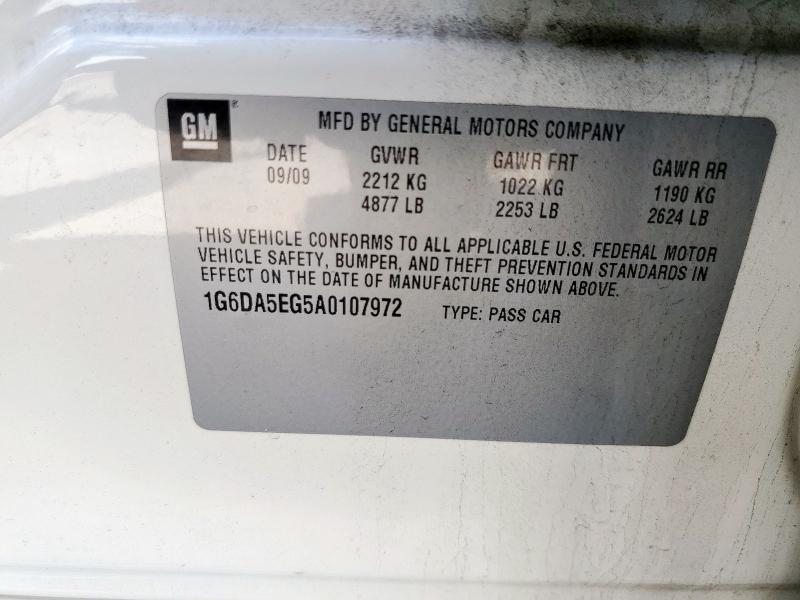 GM ®
MFD BY GENERAL MOTORS COMPANY
DATE GVWR GAWR FRT GAWR RR
09/09 2212 KG 1022 KG 1190 KG
4877 LB 2253 LB 2624 LB
THIS VEHICLE CONFORMS TO ALL APPLICABLE U.S. FEDERAL MOTOR
VEHICLE SAFETY, BUMPER, AND THEFT PREVENTION STANDARDS IN
EFFECT ON THE DATE OF MANUFACTURE SHOWN ABOVE.
1G6DA5EG5A0107972 TYPE: PASS CAR